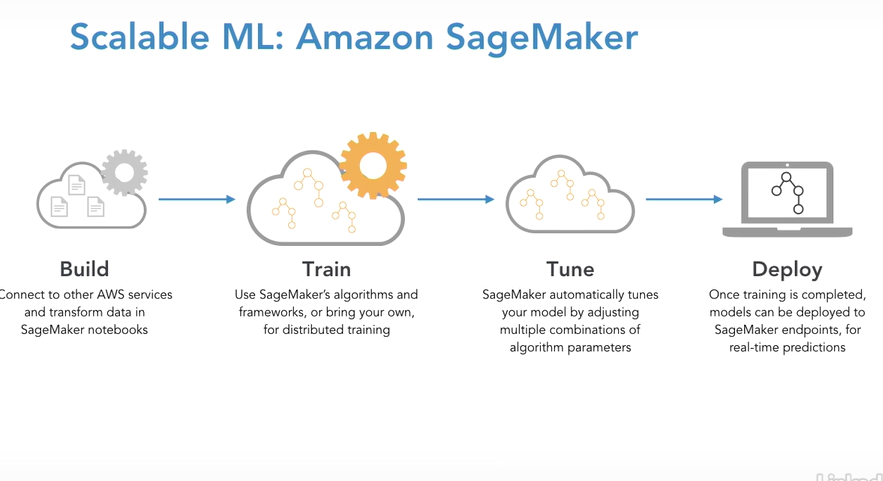 Scalable ML: Amazon SageMaker
Build
Connect to other AWS services
and transform data in
SageMaker notebooks
Train
Use SageMaker's algorithms and
frameworks, or bring your own,
for distributed training
Tune
SageMaker automatically tunes
your model by adjusting
multiple combinations of
algorithm parameters
Deploy
Once training is completed,
models can be deployed to
SageMaker endpoints, for
real-time predictions